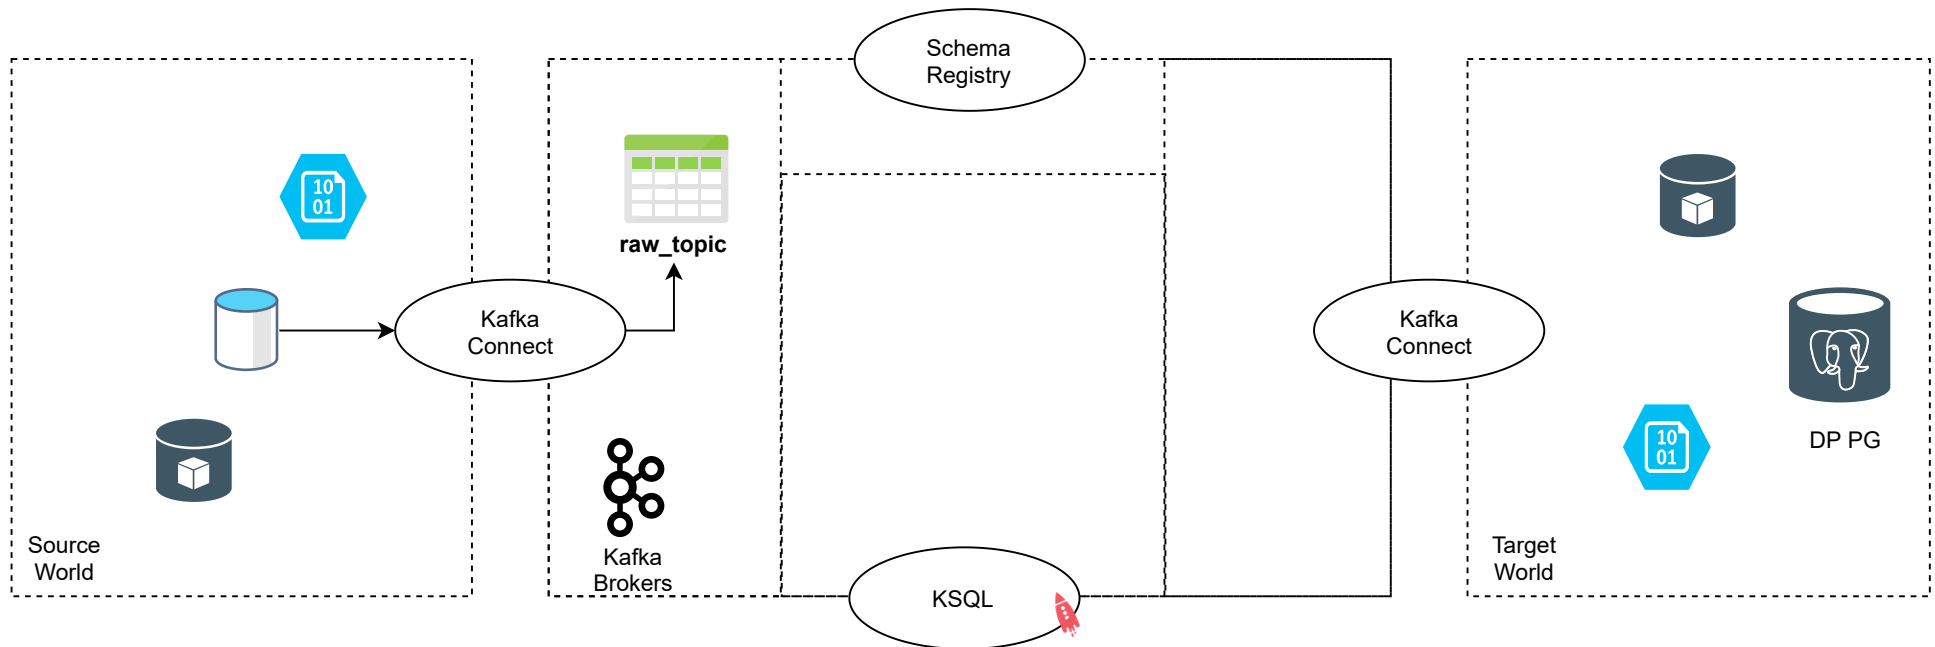 Schema
Registry
10
01
raw_topic
Kafka
Connect
Kafka
Connect
10
01
DP PG
Source
World
Kafka
Brokers
KSQL
Target
World